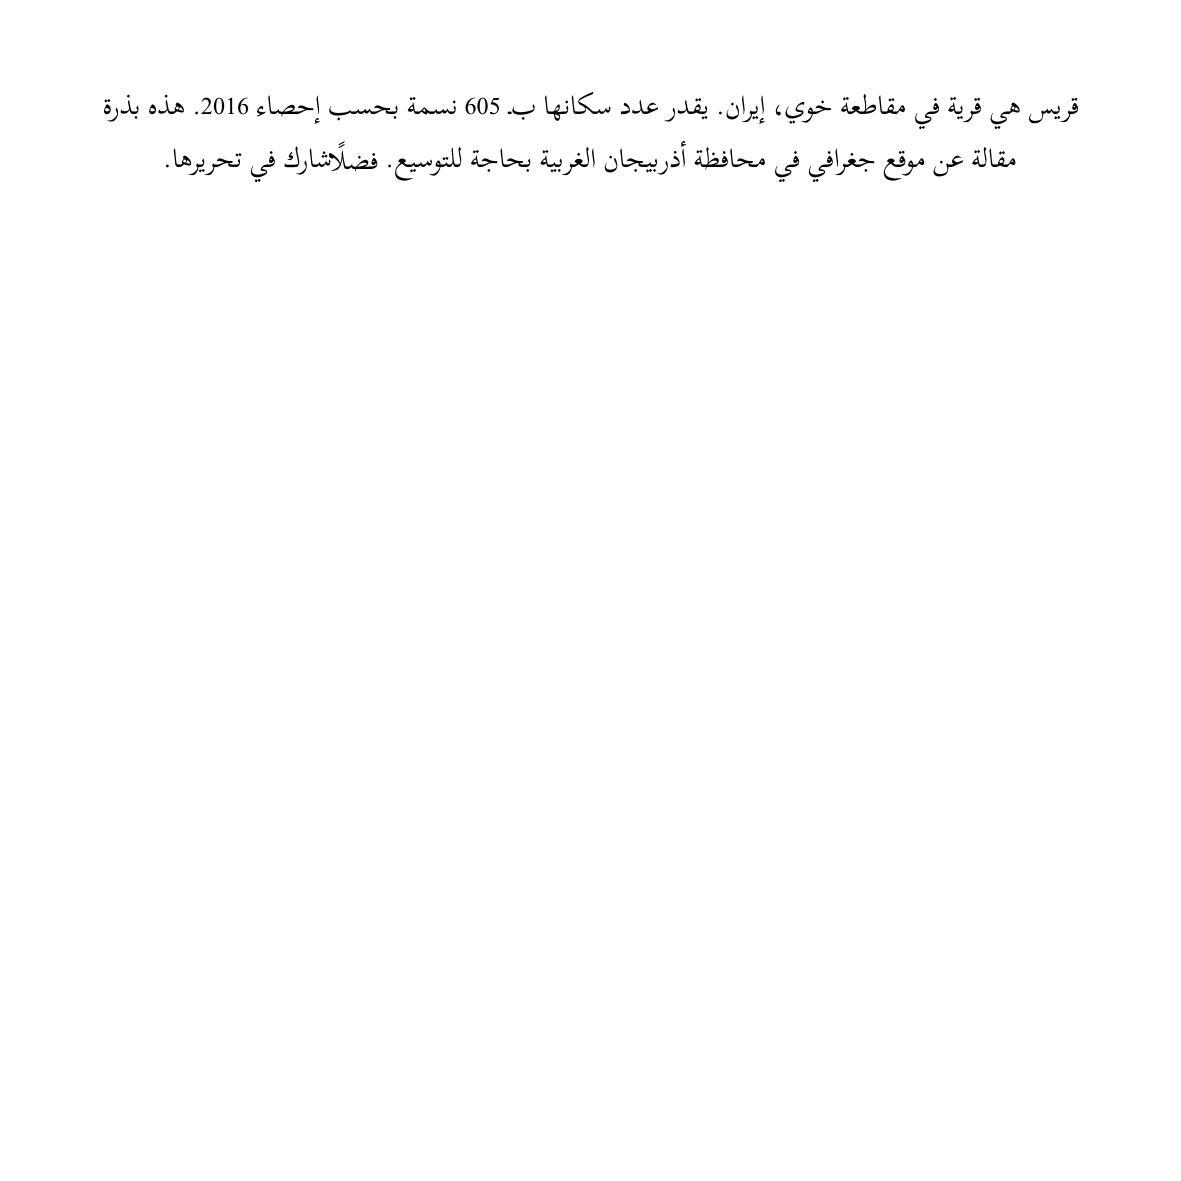 قريس هي قرية في مقاطعة خوي، إيران. يقدر عدد سكانها بـ 605 نسمة بحسب إحصاء 2016. هذه بذرة
مقالة عن موقع جغرافي في محافظة أذربيجان الغربية بحاجة للتوسيع. فضلًاشارك في تحريرها.